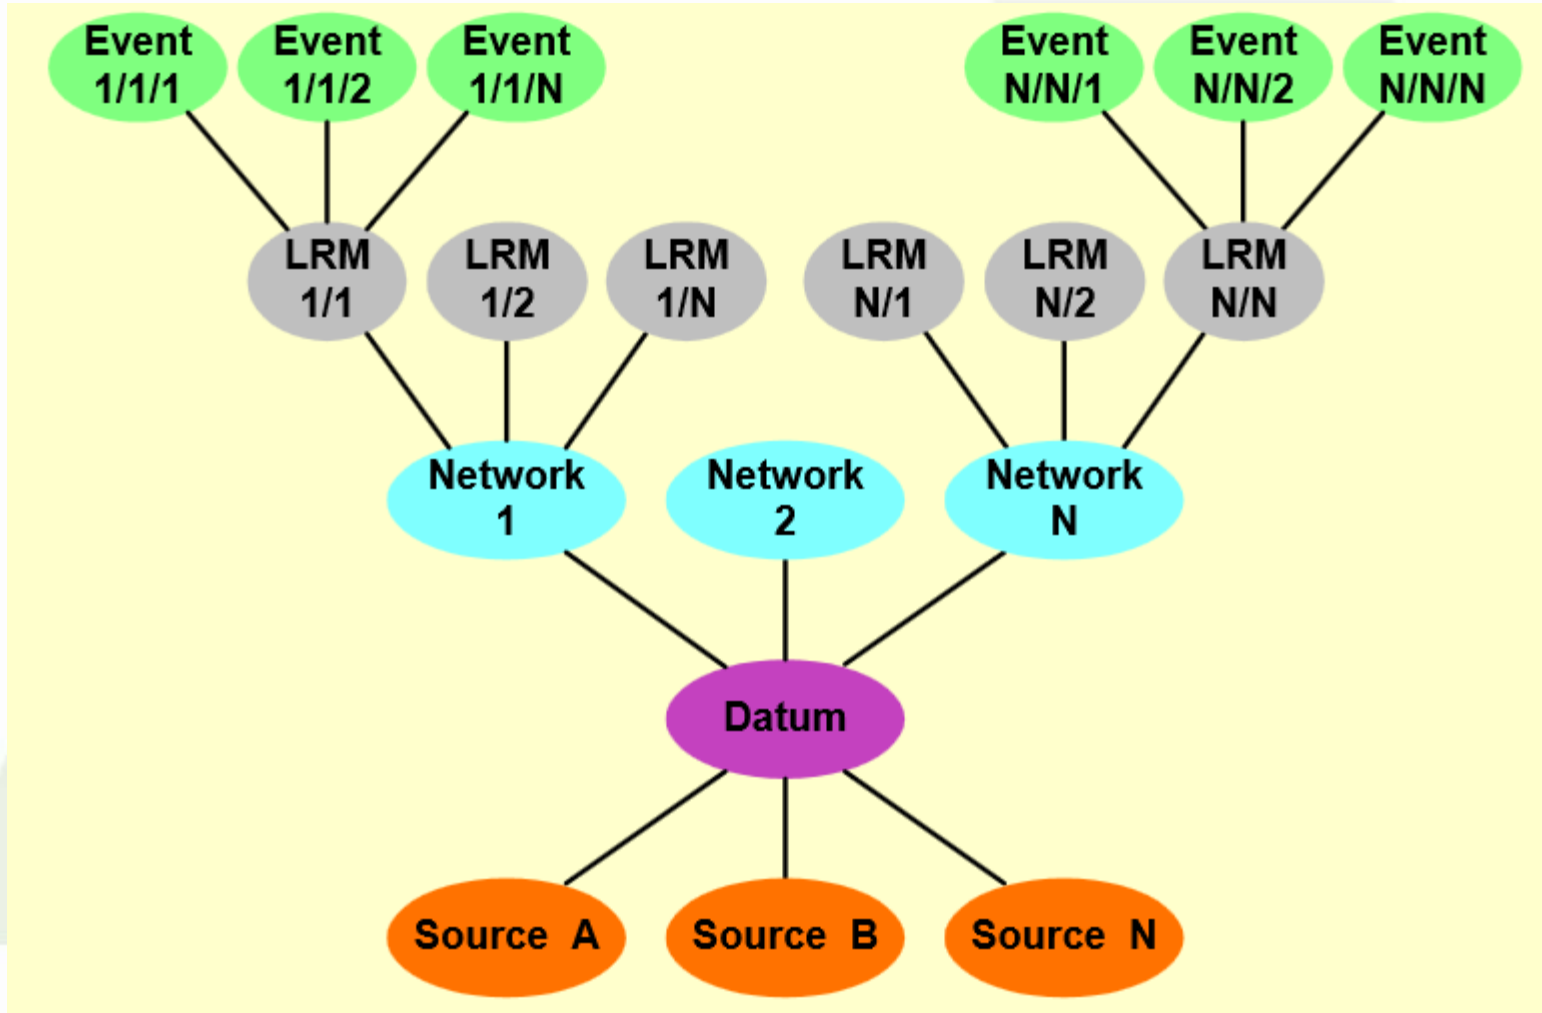 Event
1/1/1
Event
1/1/2
Event
1/1/N
Event
N/N/1
Event
N/N/2
Event
N/N/N
LRM
1/1
LRM
1/2
LRM
1/N
LRM
N/1
LRM
N/2
LRM
N/N
Network
1
Network
2
Network
N
Datum
Source A
Source B
Source N